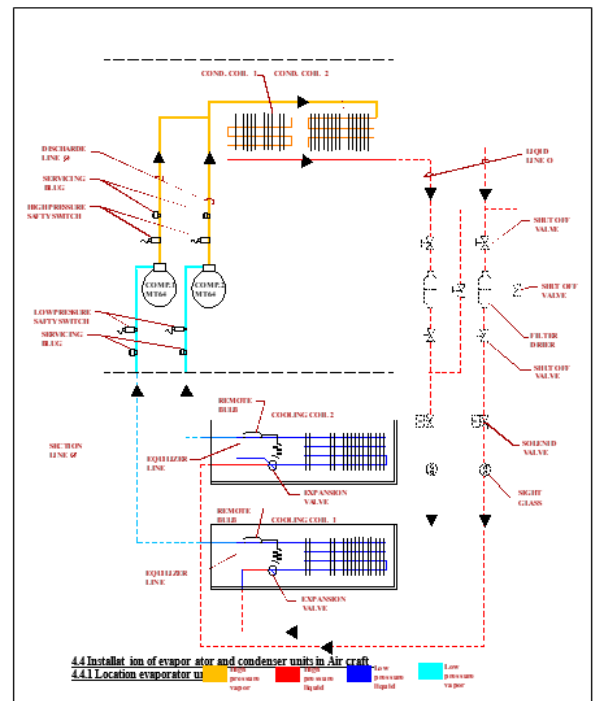 COND. COIL 1 COND. COIL 2
DISCHARDE
LINE Ø
LIQID
LINE O
SERVICING
BLUG
HIGH PRESSURE
SAFTY SWITCH
SHUT OFF
VALVE
COMP.1
MT64
COMP.2
MT64
SHUT OFF
VALVE
LOW PRESSURE
SAFTY SWITCH
SERVICING
BLUG
FILTER
DRIER
SHUT OFF
VALVE
REMOTE
BULB
COOLING COIL 2
SUCTION
LINE Ø
EQUILIZER
LINE
SOLENID
VALVE
EXPANSION
VALVE
SIGHT
GLASS
REMOTE
BULB
COOLING COIL 1
EQUILIZER
LINE
EXPANSION
VALVE
4.4 Installat ion of evapor ator and condenser units in Air craft
4.4.1 Location evaporator un
High
pressure
vapor
High
pressure
liquid
Low
pressure
liquid
Low
pressure
vapor